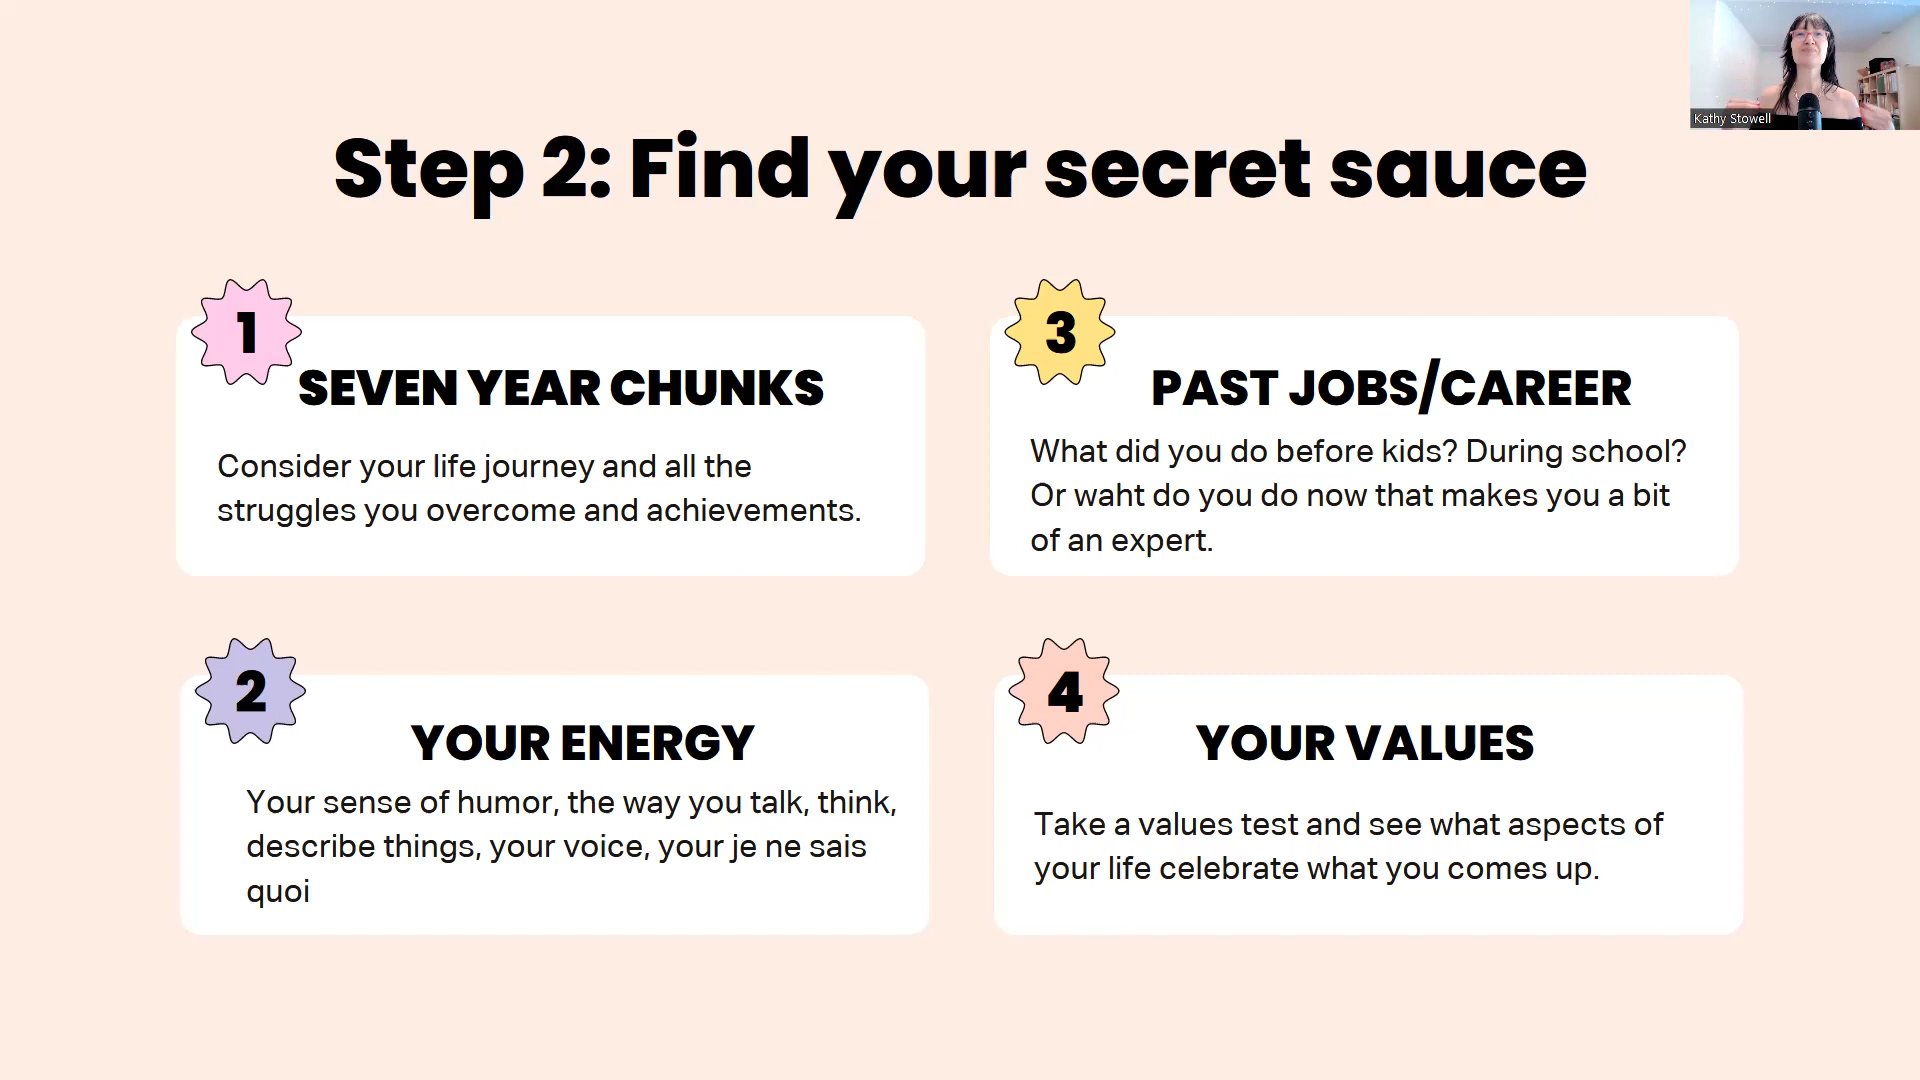 Kathy Stowell
Step 2: Find your secret sauce
1
SEVEN YEAR CHUNKS
Consider your life journey and all the
struggles you overcome and achievements.
2
YOUR ENERGY
Your sense of humor, the way you talk, think,
describe things, your voice, your je ne sais
quoi
3
PAST JOBS/CAREER
What did you do before kids? During school?
Or waht do you do now that makes you a bit
of an expert.
4
YOUR VALUES
Take a values test and see what aspects of
your life celebrate what you comes up.